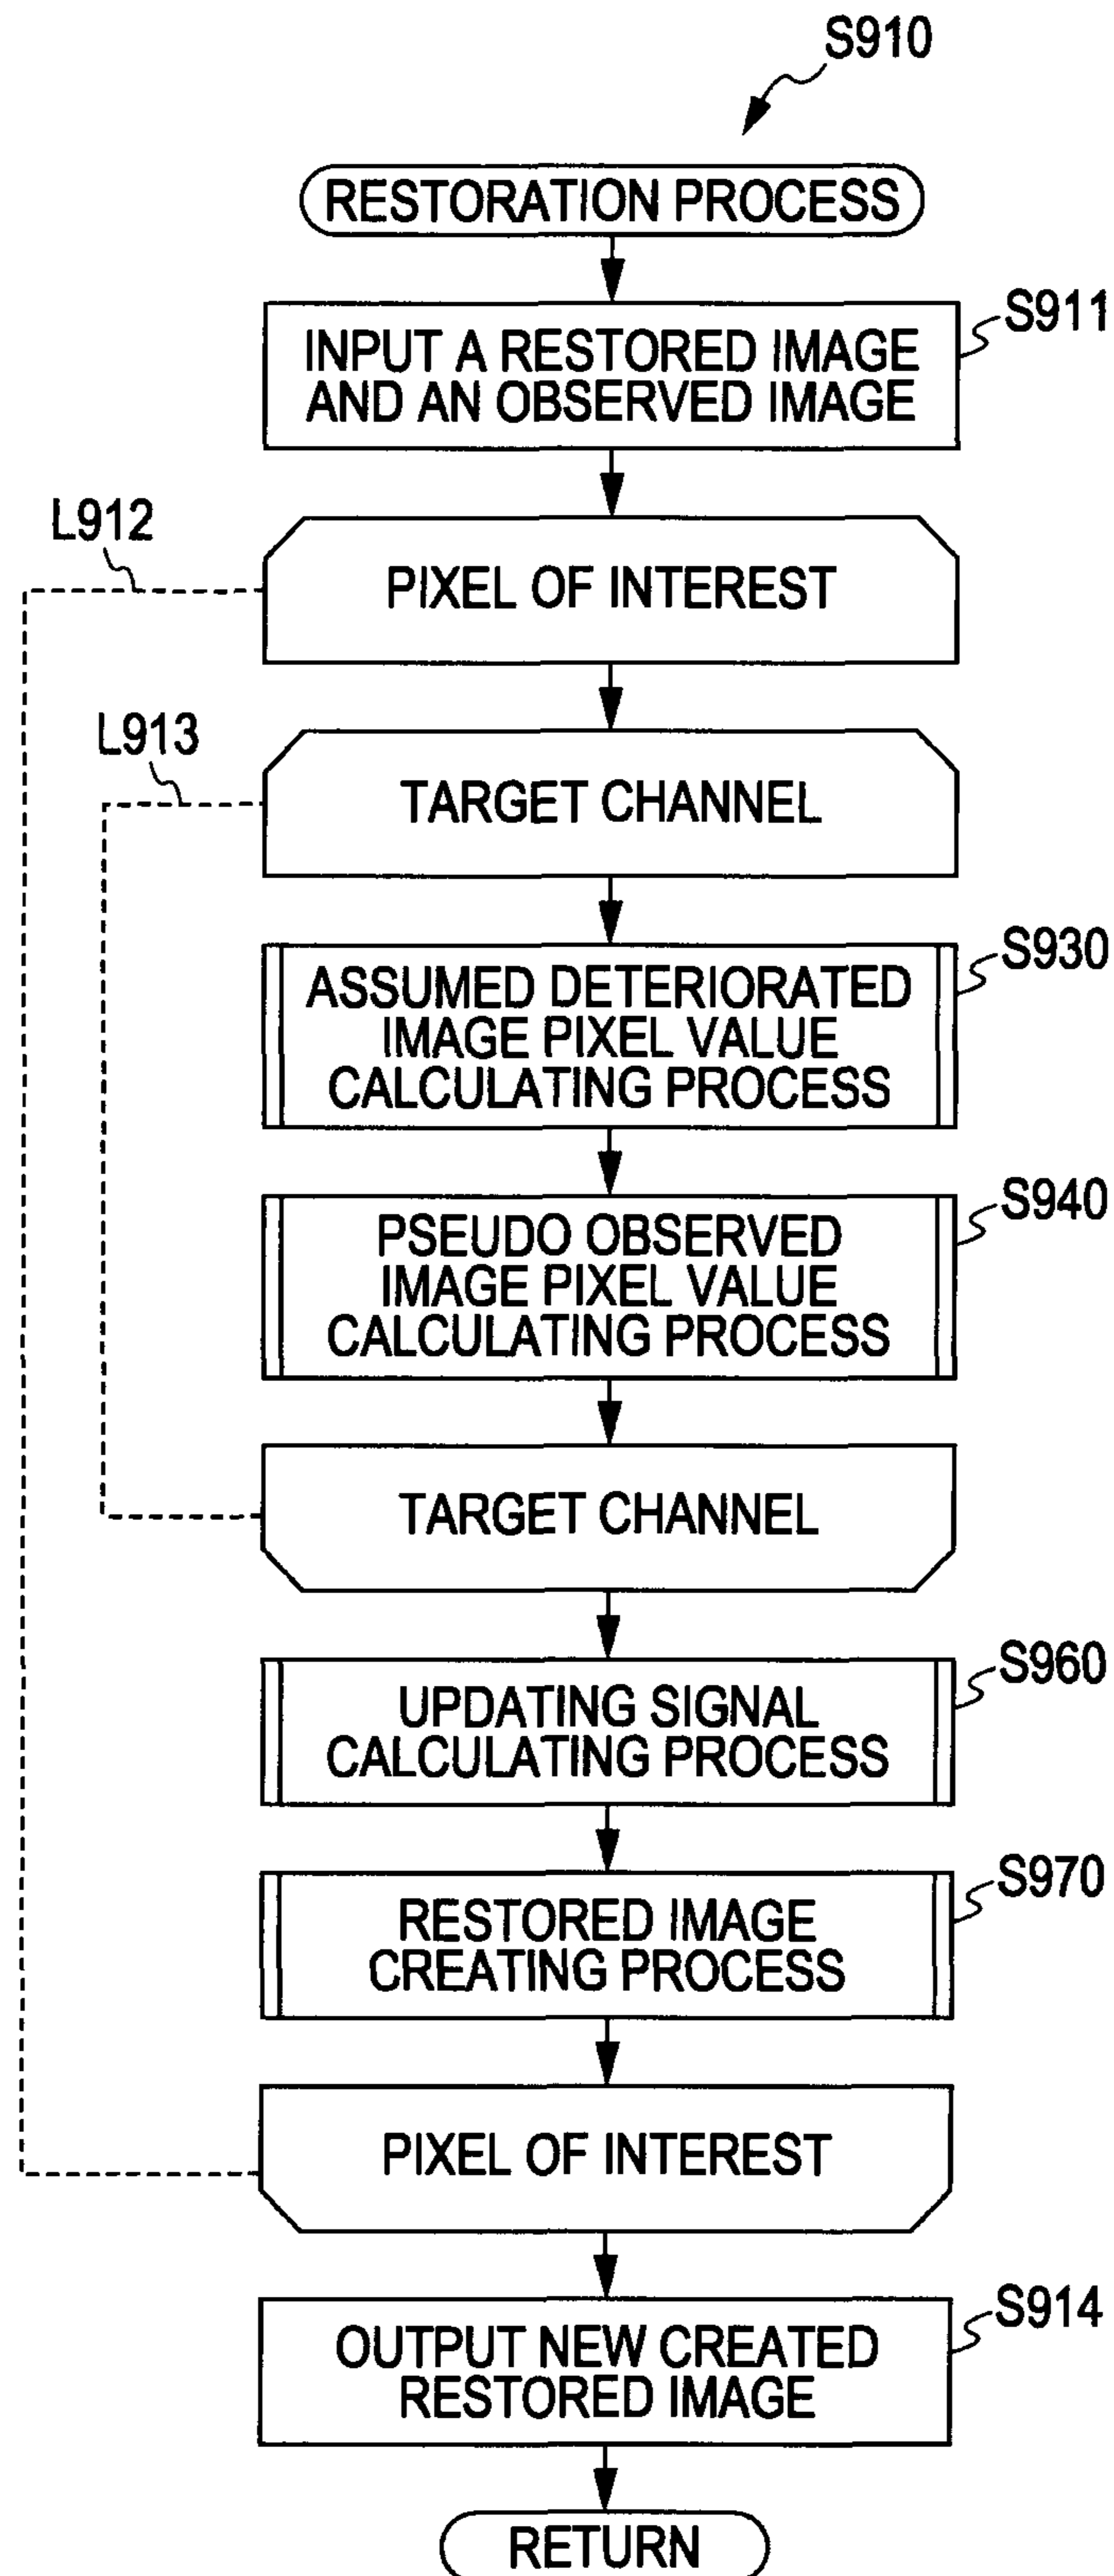 S910
RESTORATION PROCESS
S911
INPUT A RESTORED IMAGE
AND AN OBSERVED IMAGE
L912
PIXEL OF INTEREST
L913
TARGET CHANNEL
S930
ASSUMED DETERIORATED
IMAGE PIXEL VALUE
CALCULATING PROCESS
S940
PSEUDO OBSERVED
IMAGE PIXEL VALUE
CALCULATING PROCESS
TARGET CHANNEL
S960
UPDATING SIGNAL
CALCULATING PROCESS
S970
RESTORED IMAGE
CREATING PROCESS
PIXEL OF INTEREST
S914
OUTPUT NEW CREATED
RESTORED IMAGE
RETURN